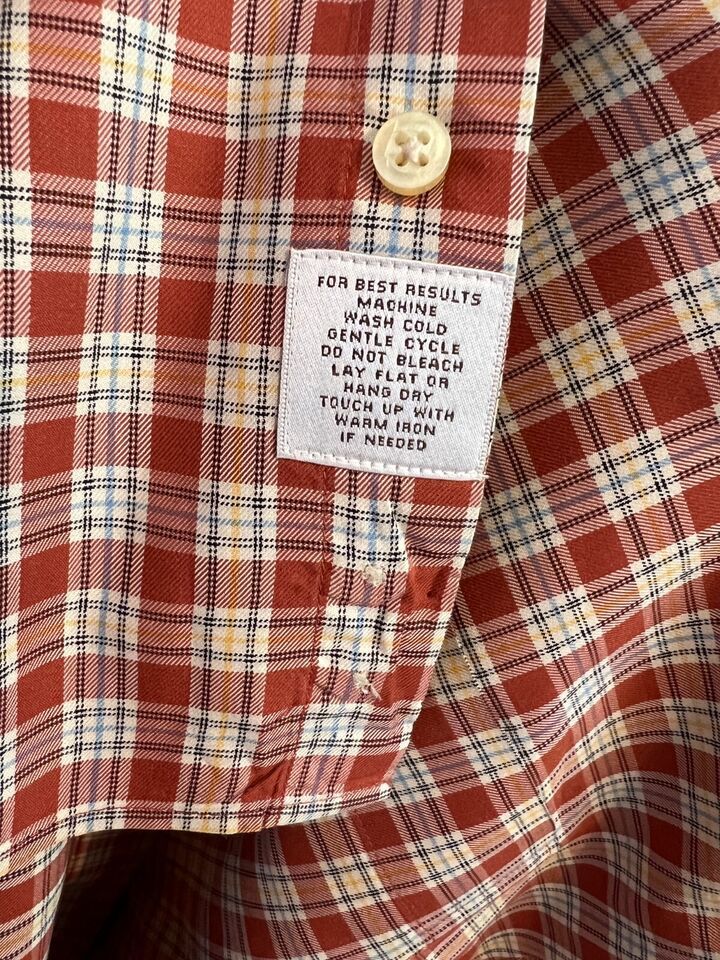 FOR BEST RESULTS
MACHINE
WASH COLD
GENTLE CYCLE
DO NOT BLEACH
LAY FLAT OR
HANG DRY
TOUCH UP WITH
WARM IRON
IF NEEDED